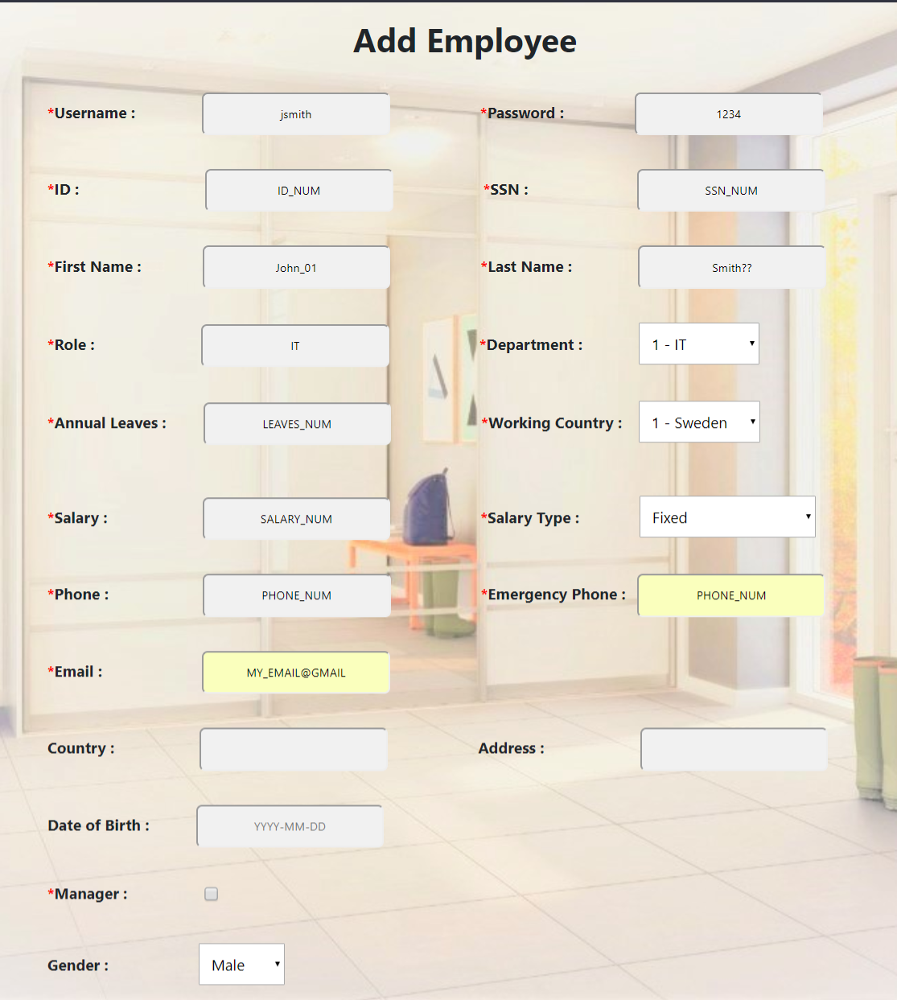 Add Employee
*Username : jsmith *Password : 1234
*ID : ID_NUM *SSN : SSN_NUM
*First Name : John_01 *Last Name : Smith??
*Role : IT *Department : 1 - IT
*Annual Leaves : LEAVES_NUM *Working Country : 1 - Sweden
*Salary : SALARY_NUM *Salary Type : Fixed
*Phone : PHONE_NUM *Emergency Phone : PHONE_NUM
*Email : MY_EMAIL@GMAIL
Country : Address :
Date of Birth : YYYY-MM-DD
*Manager :
Gender : Male